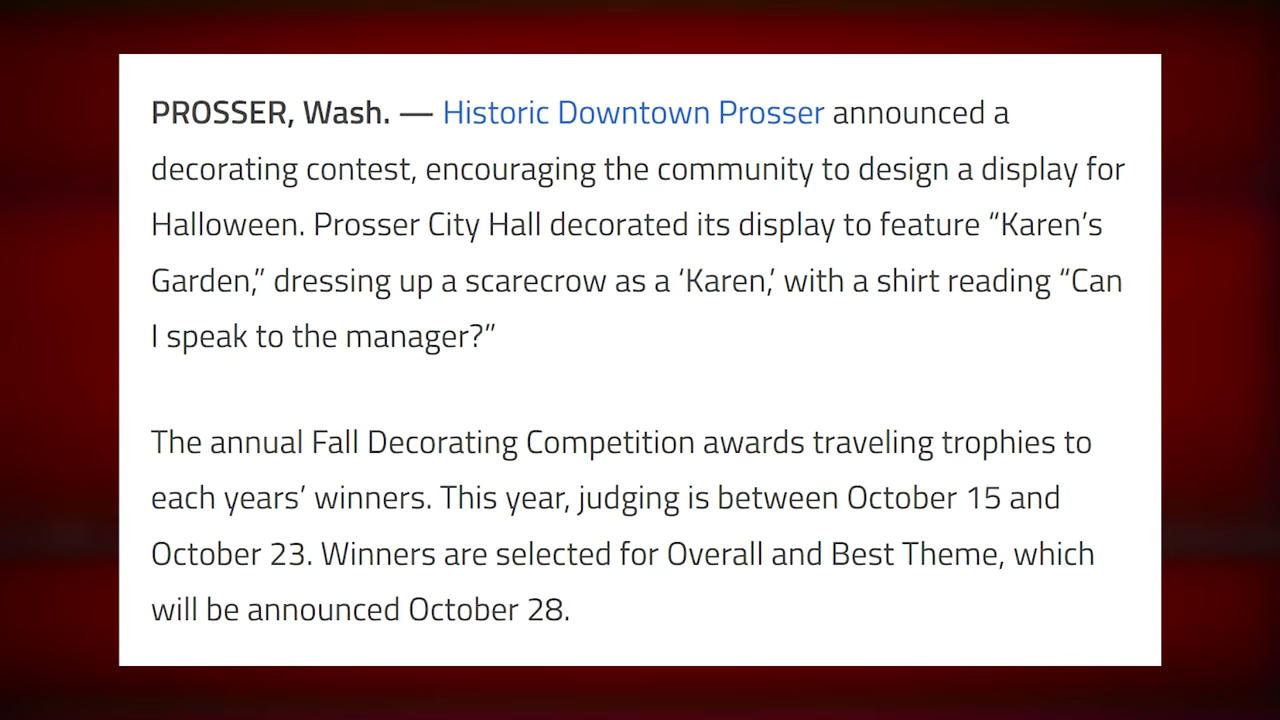 PROSSER, Wash. — Historic Downtown Prosser announced a
decorating contest, encouraging the community to design a display for
Halloween. Prosser City Hall decorated its display to feature “Karen’s
Garden,” dressing up a scarecrow as a ‘Karen,’ with a shirt reading “Can
I speak to the manager?”
The annual Fall Decorating Competition awards traveling trophies to
each years’ winners. This year, judging is between October 15 and
October 23. Winners are selected for Overall and Best Theme, which
will be announced October 28.